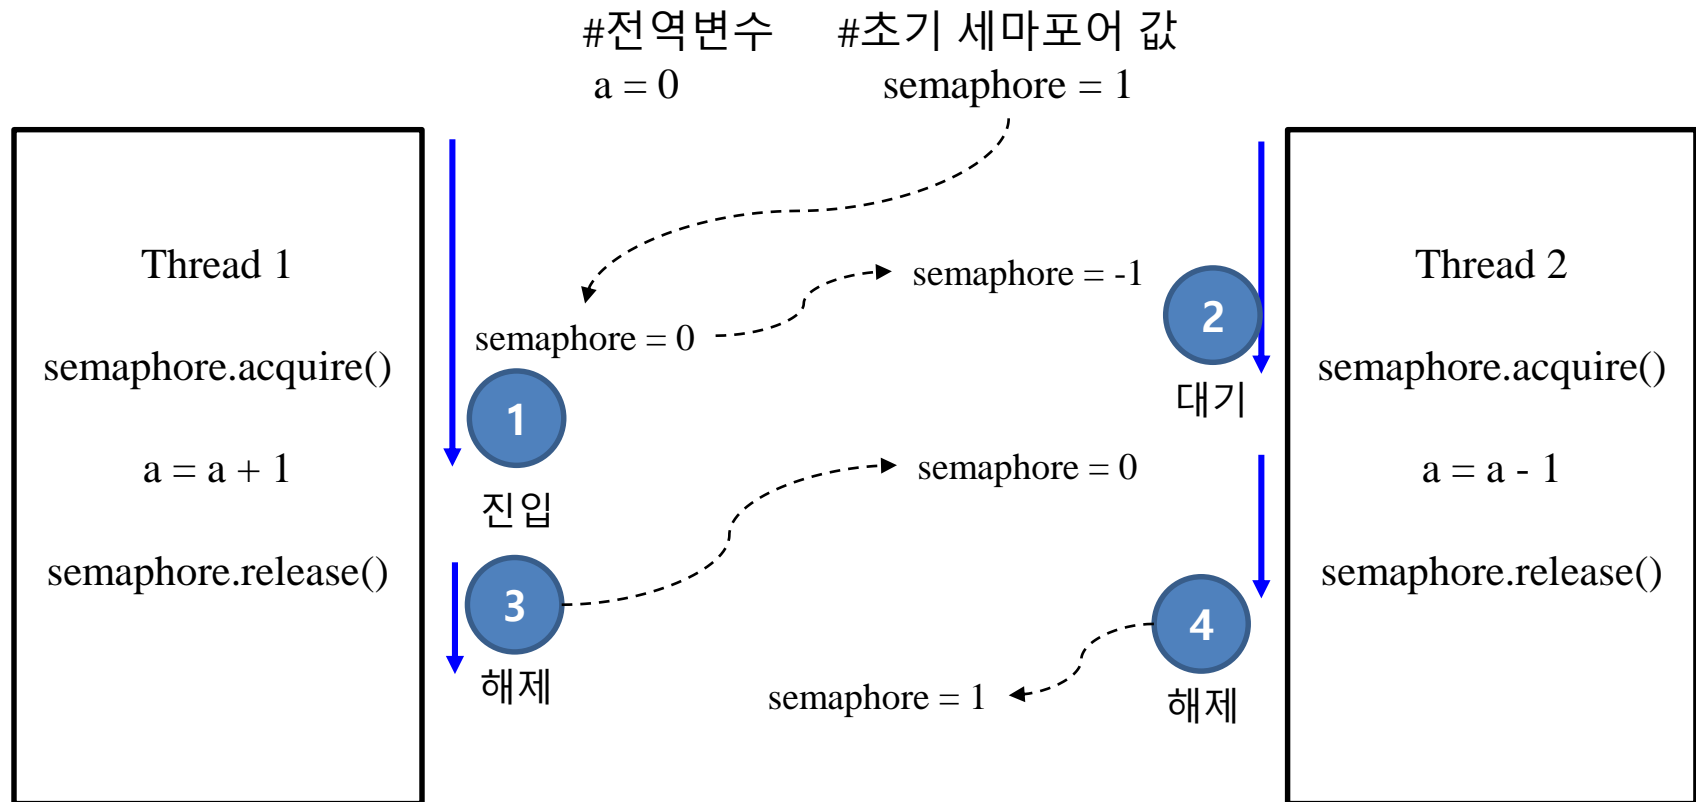 #전역변수
a = 0
#초기 세마포어 값
semaphore = 1
Thread 1
semaphore.acquire()
a = a + 1
semaphore.release()
semaphore = 0
1
진입
3
해제
semaphore = -1
2
대기
semaphore = 0
4
해제
semaphore = 1
Thread 2
semaphore.acquire()
a = a - 1
semaphore.release()